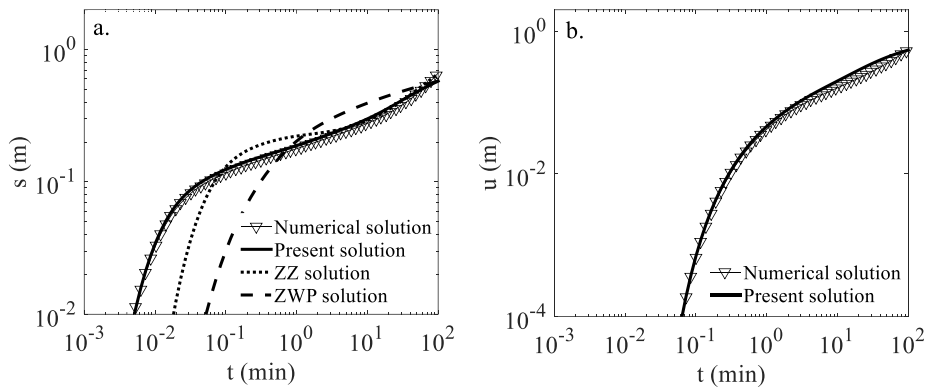 a.
10^0
10^-1
10^-2
s (m)
10^-3 10^-2 10^-1 10^0 10^1 10^2
t (min)
Numerical solution
Present solution
ZZ solution
ZWP solution
b.
10^0
10^-2
10^-4
u (m)
10^-3 10^-2 10^-1 10^0 10^1 10^2
t (min)
Numerical solution
Present solution